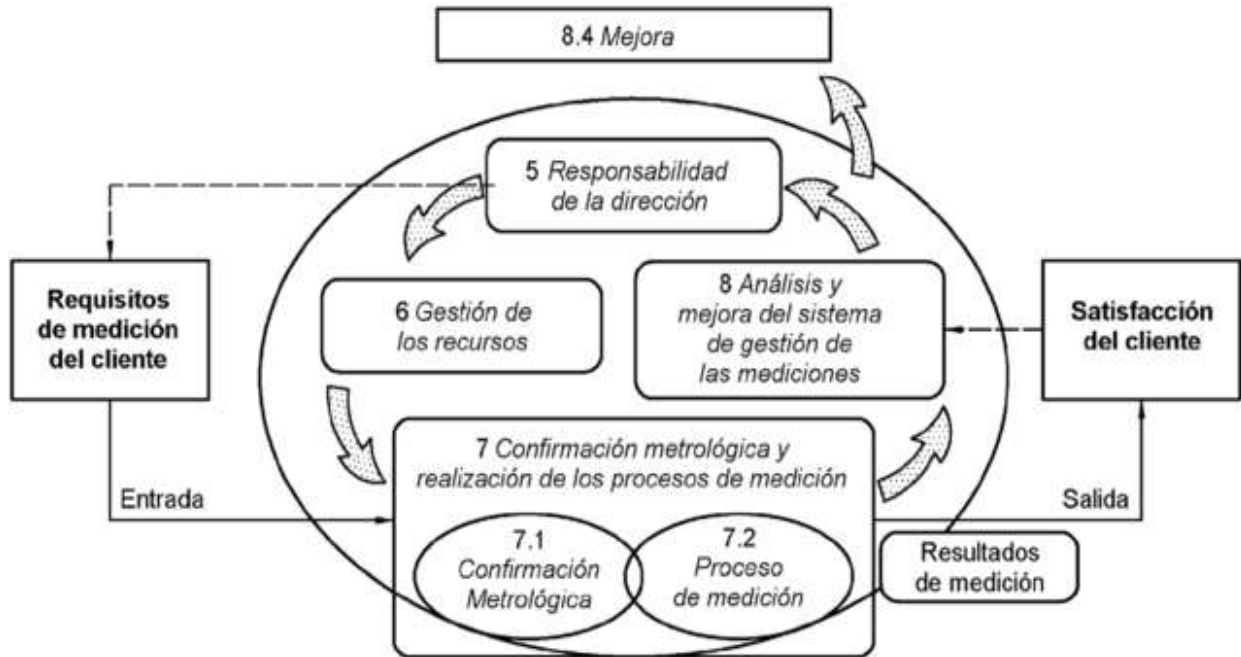 8.4 Mejora
5 Responsabilidad
de la dirección
Requisitos
de medición
del cliente
6 Gestión de
los recursos
8 Análisis y
mejora del sistema
de gestión de
las mediciones
Satisfacción
del cliente
7 Confirmación metrológica y
realización de los procesos de medición
Entrada
Salida
7.1
Confirmación
Metrológica
7.2
Proceso
de medición
Resultados
de medición